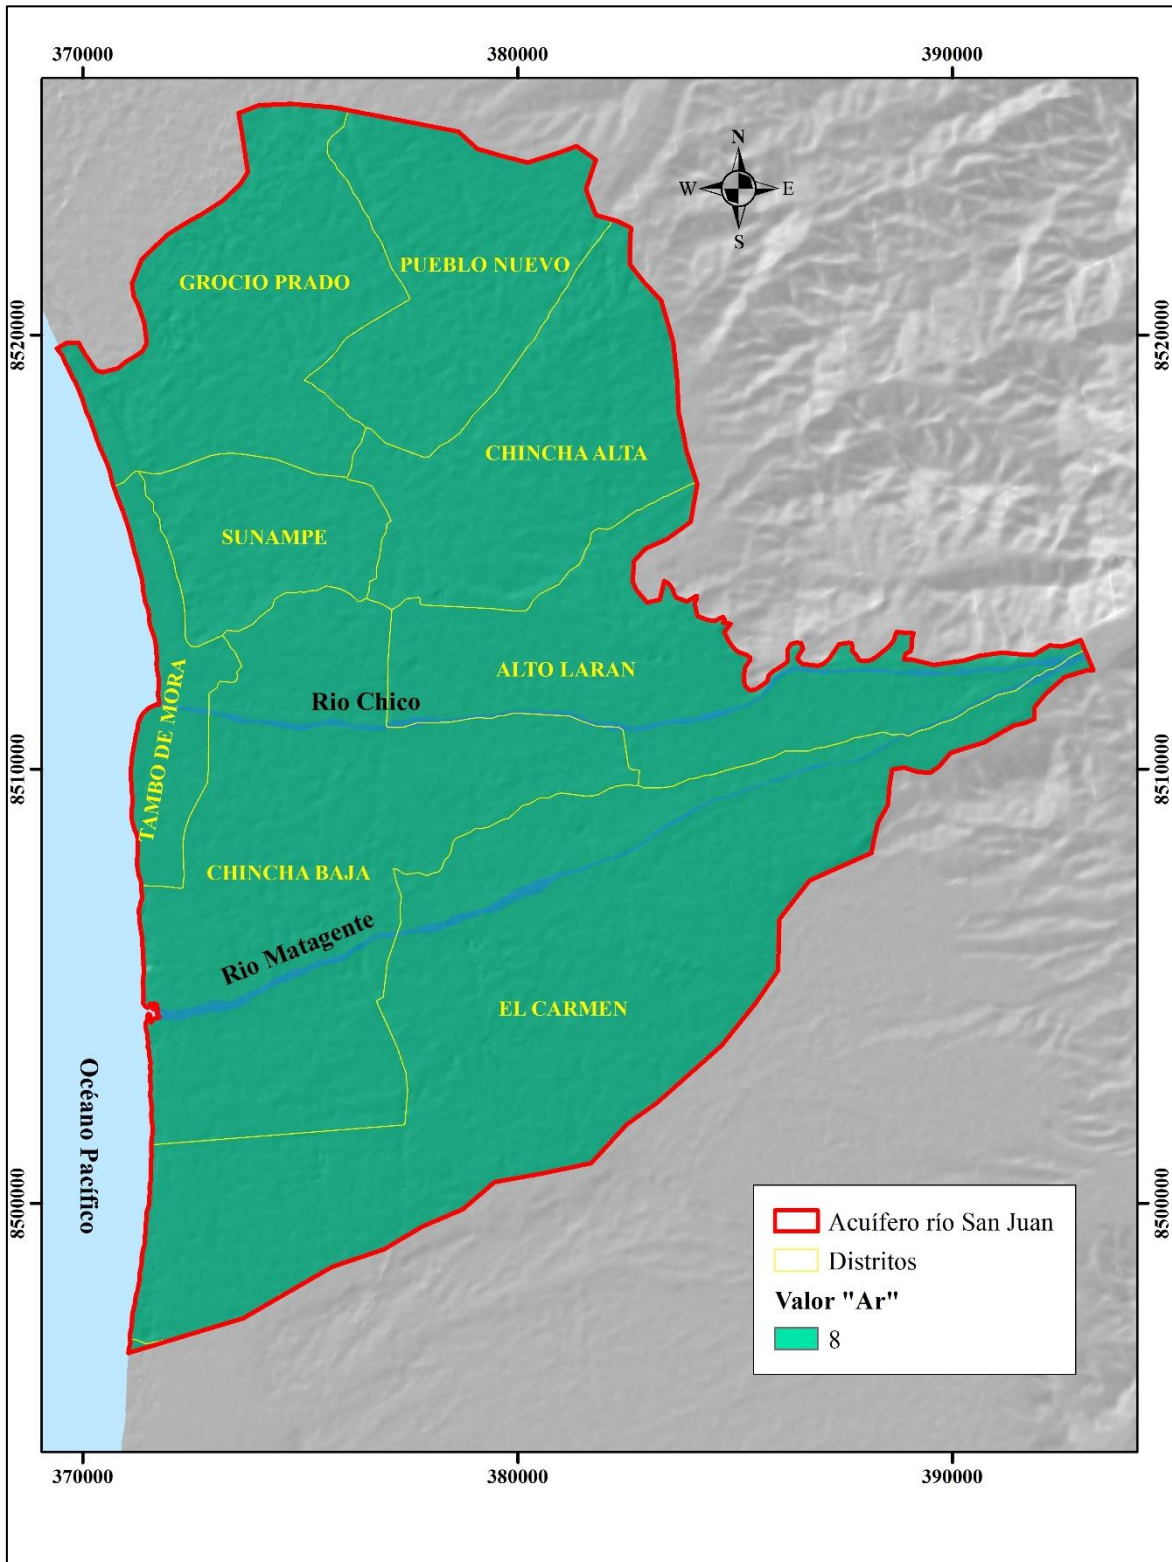 370000
380000
390000
N
W
E
S
PUEBLO NUEVO
GROCIO PRADO
8520000
8520000
CHINCHA ALTA
SUNAMPE
ALTO LARAN
Rio Chico
TAMBO DE MORA
8510000
8510000
CHINCHA BAJA
Rio Matagente
EL CARMEN
Océano Pacífico
8500000
8500000
Acuífero río San Juan
Distritos
Valor "Ar"
8
370000
380000
390000